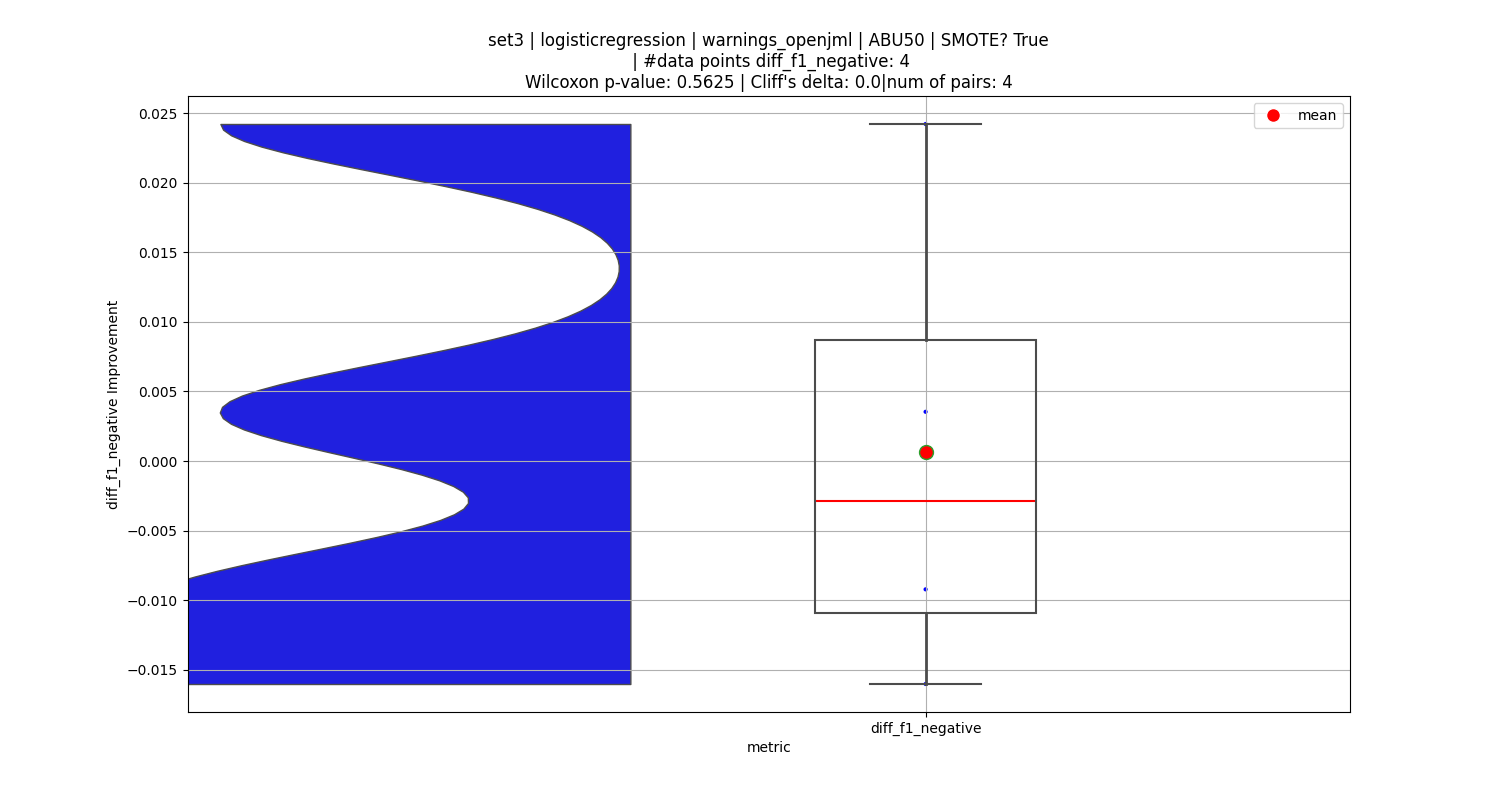 set3 | logisticregression | warnings_openjml | ABU50 | SMOTE? True
| #data points diff_f1_negative: 4
Wilcoxon p-value: 0.5625 | Cliff's delta: 0.0|num of pairs: 4
mean
0.025
0.020
0.015
0.010
0.005
0.000
−0.005
−0.010
−0.015
diff_f1_negative Improvement
diff_f1_negative
metric